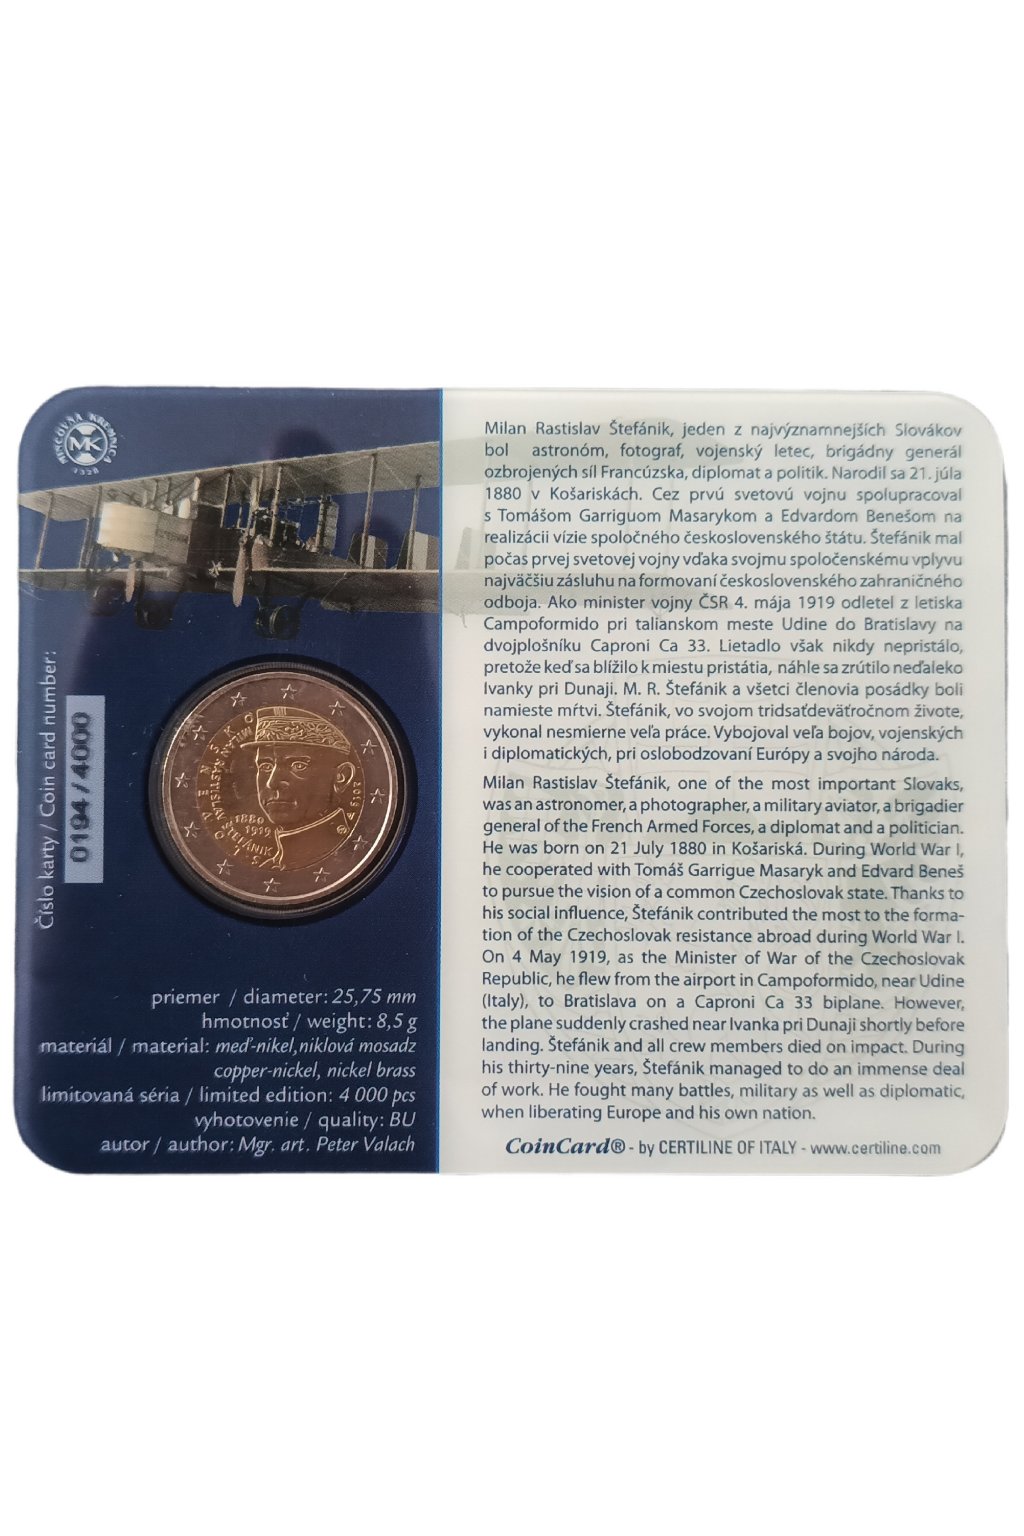 MINCOVŇA KREMNICA
MK
1328
Číslo karty / Coin card number:
0194 / 4000
SLOVENSKO
MILAN RASTISLAV ŠTEFÁNIK
1880
1919
2019
priemer / diameter: 25,75 mm
hmotnosť / weight: 8,5 g
materiál / material: meď-nikel, niklová mosadz
copper-nickel, nickel brass
limitovaná séria / limited edition: 4 000 pcs
vyhotovenie / quality: BU
autor / author: Mgr. art. Peter Valach
Milan Rastislav Štefánik, jeden z najvýznamnejších Slovákov
bol astronóm, fotograf, vojenský letec, brigádny generál
ozbrojených síl Francúzska, diplomat a politik. Narodil sa 21. júla
1880 v Košariskách. Cez prvú svetovú vojnu spolupracoval
s Tomášom Garriguom Masarykom a Edvardom Benešom na
realizácii vízie spoločného československého štátu. Štefánik mal
počas prvej svetovej vojny vďaka svojmu spoločenskému vplyvu
najväčšiu zásluhu na formovaní československého zahraničného
odboja. Ako minister vojny ČSR 4. mája 1919 odletel z letiska
Campoformido pri talianskom meste Udine do Bratislavy na
dvojplošníku Caproni Ca 33. Lietadlo však nikdy nepristálo,
pretože keď sa blížilo k miestu pristátia, náhle sa zrútilo neďaleko
Ivanky pri Dunaji. M. R. Štefánik a všetci členovia posádky boli
namieste mŕtvi. Štefánik, vo svojom tridsaťdeväťročnom živote,
vykonal nesmierne veľa práce. Vybojoval veľa bojov, vojenských
i diplomatických, pri oslobodzovaní Európy a svojho národa.
Milan Rastislav Štefánik, one of the most important Slovaks,
was an astronomer, a photographer, a military aviator, a brigadier
general of the French Armed Forces, a diplomat and a politician.
He was born on 21 July 1880 in Košariská. During World War I,
he cooperated with Tomáš Garrigue Masaryk and Edvard Beneš
to pursue the vision of a common Czechoslovak state. Thanks to
his social influence, Štefánik contributed the most to the forma-
tion of the Czechoslovak resistance abroad during World War I.
On 4 May 1919, as the Minister of War of the Czechoslovak
Republic, he flew from the airport in Campoformido, near Udine
(Italy), to Bratislava on a Caproni Ca 33 biplane. However,
the plane suddenly crashed near Ivanka pri Dunaji shortly before
landing. Štefánik and all crew members died on impact. During
his thirty-nine years, Štefánik managed to do an immense deal
of work. He fought many battles, military as well as diplomatic,
when liberating Europe and his own nation.
CoinCard® - by CERTILINE OF ITALY - www.certiline.com